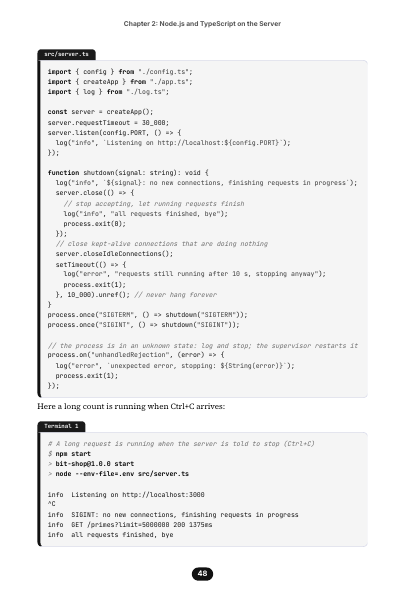 Chapter 2: Node.js and TypeScript on the Server
src/server.ts
import { config } from "./config.ts";
import { createApp } from "./app.ts";
import { log } from "./log.ts";
const server = createApp();
server.requestTimeout = 30_000;
server.listen(config.PORT, () => {
  log("info", `Listening on http://localhost:${config.PORT}`);
});
function shutdown(signal: string): void {
  log("info", `${signal}: no new connections, finishing requests in progress`);
  server.close(() => {
    // stop accepting, let running requests finish
    log("info", "all requests finished, bye");
    process.exit(0);
  });
  // close kept-alive connections that are doing nothing
  server.closeIdleConnections();
  setTimeout(() => {
    log("error", "requests still running after 10 s, stopping anyway");
    process.exit(1);
  }, 10_000).unref(); // never hang forever
}
process.once("SIGTERM", () => shutdown("SIGTERM"));
process.once("SIGINT", () => shutdown("SIGINT"));
// the process is in an unknown state: log and stop; the supervisor restarts it
process.on("unhandledRejection", (error) => {
  log("error", `unexpected error, stopping: ${String(error)}`);
  process.exit(1);
});
Here a long count is running when Ctrl+C arrives:
Terminal 1
# A long request is running when the server is told to stop (Ctrl+C)
$ npm start
> bit-shop@1.0.0 start
> node --env-file=.env src/server.ts
info  Listening on http://localhost:3000
^C
info  SIGINT: no new connections, finishing requests in progress
info  GET /primes?limit=5000000 200 1375ms
info  all requests finished, bye
48